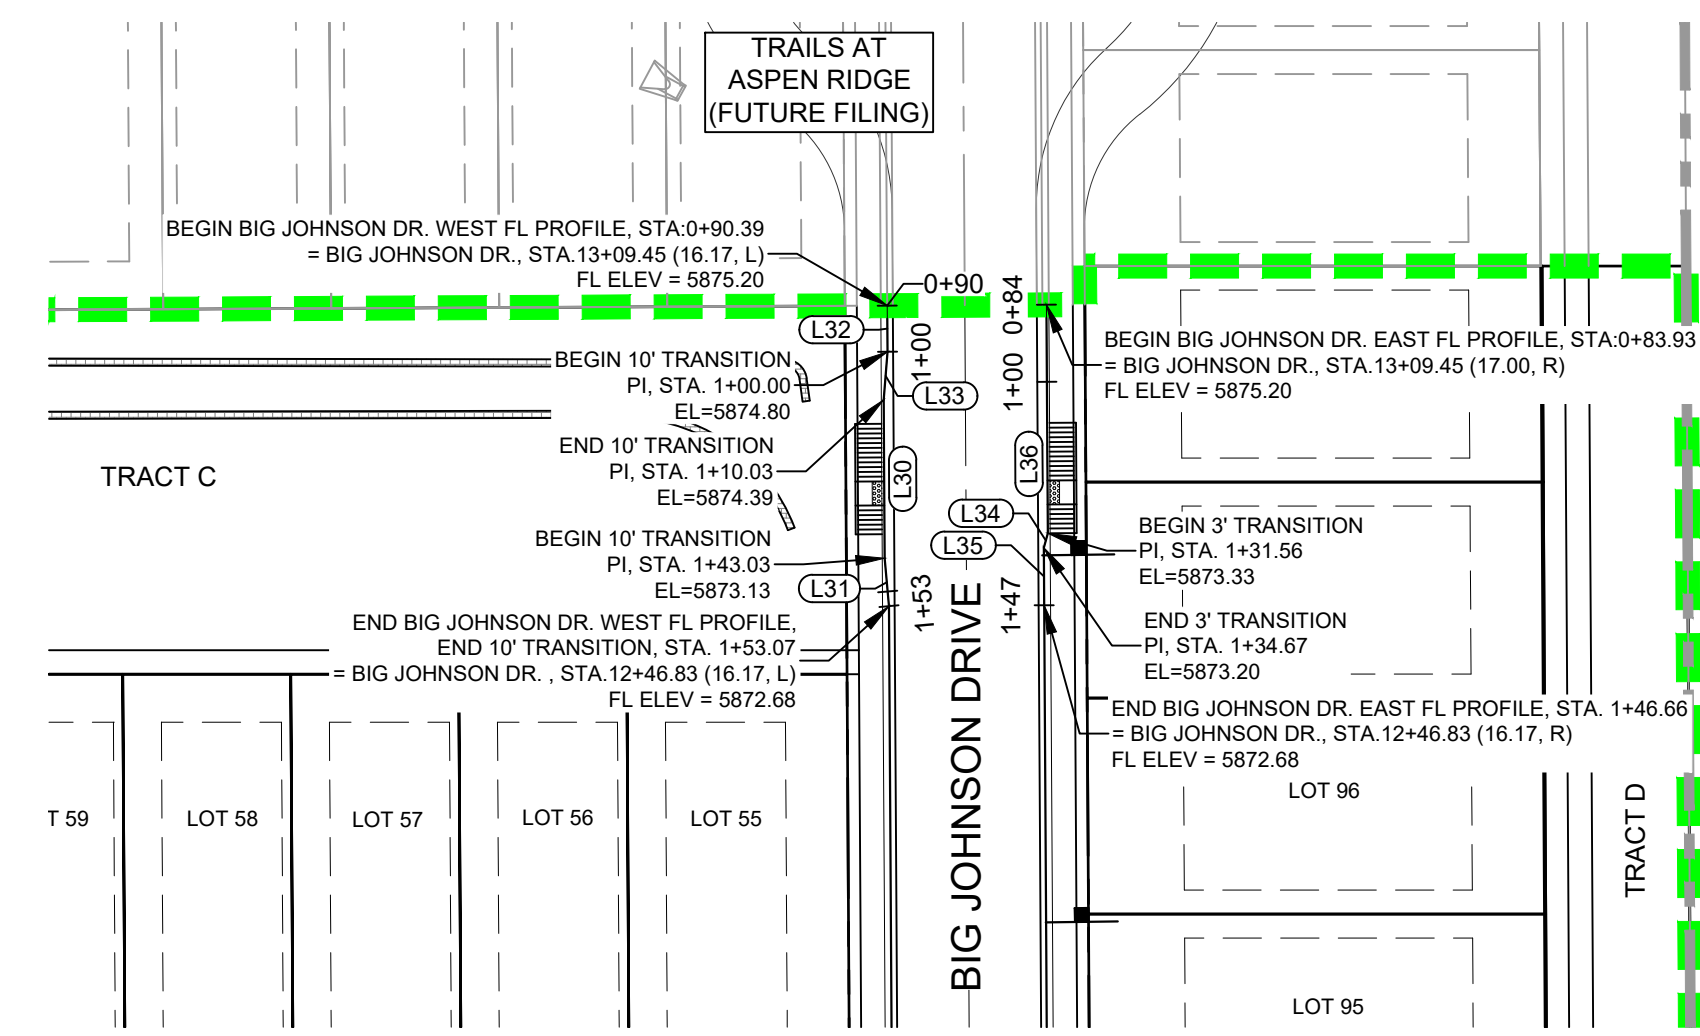 TRAILS AT
ASPEN RIDGE
(FUTURE FILING)
BEGIN BIG JOHNSON DR. WEST FL PROFILE, STA:0+90.39
= BIG JOHNSON DR., STA.13+09.45 (16.17, L)
FL ELEV = 5875.20
0+90
0+84
L32
1+00
1+00
BEGIN BIG JOHNSON DR. EAST FL PROFILE, STA:0+83.93
= BIG JOHNSON DR., STA.13+09.45 (17.00, R)
FL ELEV = 5875.20
BEGIN 10' TRANSITION
PI, STA. 1+00.00
EL=5874.80
L33
END 10' TRANSITION
PI, STA. 1+10.03
EL=5874.39
L30
L36
TRACT C
L34
L35
BEGIN 3' TRANSITION
PI, STA. 1+31.56
EL=5873.33
BEGIN 10' TRANSITION
PI, STA. 1+43.03
EL=5873.13
L31
1+53
1+47
END BIG JOHNSON DR. WEST FL PROFILE,
END 10' TRANSITION, STA. 1+53.07
= BIG JOHNSON DR. , STA.12+46.83 (16.17, L)
FL ELEV = 5872.68
END 3' TRANSITION
PI, STA. 1+34.67
EL=5873.20
END BIG JOHNSON DR. EAST FL PROFILE, STA. 1+46.66
= BIG JOHNSON DR., STA.12+46.83 (16.17, R)
FL ELEV = 5872.68
BIG JOHNSON DRIVE
T 59
LOT 58
LOT 57
LOT 56
LOT 55
LOT 96
TRACT D
LOT 95